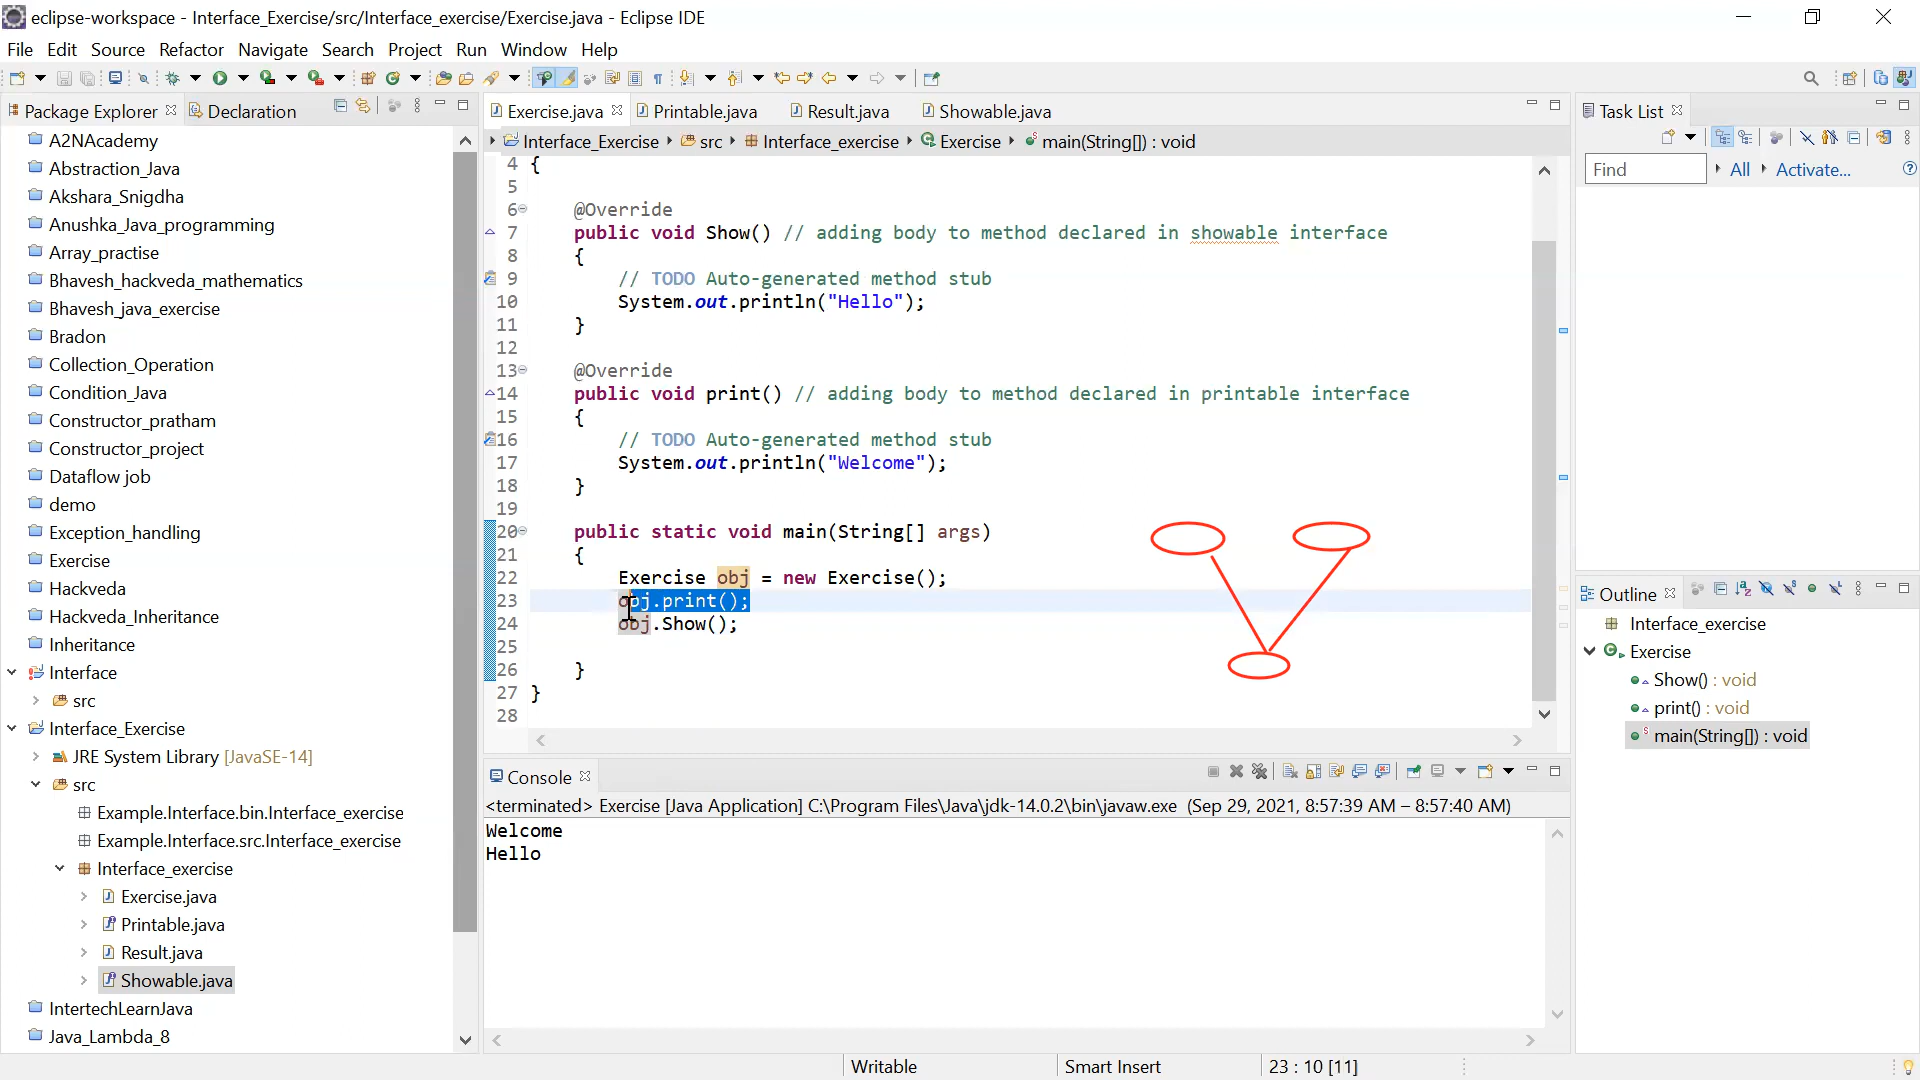 eclipse-workspace - Interface_Exercise/src/Interface_exercise/Exercise.java - Eclipse IDE
File Edit Source Refactor Navigate Search Project Run Window Help
Package Explorer
Declaration
A2NAcademy
Abstraction_Java
Akshara_Snigdha
Anushka_Java_programming
Array_practise
Bhavesh_hackveda_mathematics
Bhavesh_java_exercise
Bradon
Collection_Operation
Condition_Java
Constructor_pratham
Constructor_project
Dataflow job
demo
Exception_handling
Exercise
Hackveda
Hackveda_Inheritance
Inheritance
Interface
src
Interface_Exercise
JRE System Library [JavaSE-14]
src
Example.Interface.bin.Interface_exercise
Example.Interface.src.Interface_exercise
Interface_exercise
Exercise.java
Printable.java
Result.java
Showable.java
IntertechLearnJava
Java_Lambda_8
Exercise.java Printable.java Result.java Showable.java
Interface_Exercise src Interface_exercise Exercise main(String[]) : void
4 {
5
6 @Override
7 public void Show() // adding body to method declared in showable interface
8 {
9 // TODO Auto-generated method stub
10 System.out.println("Hello");
11 }
12
13 @Override
14 public void print() // adding body to method declared in printable interface
15 {
16 // TODO Auto-generated method stub
17 System.out.println("Welcome");
18 }
19
20 public static void main(String[] args)
21 {
22 Exercise obj = new Exercise();
23 obj.print();
24 obj.Show();
25
26 }
27 }
28
Console
<terminated> Exercise [Java Application] C:\Program Files\Java\jdk-14.0.2\bin\javaw.exe (Sep 29, 2021, 8:57:39 AM – 8:57:40 AM)
Welcome
Hello
Task List
Find All Activate...
Outline
Interface_exercise
Exercise
Show() : void
print() : void
main(String[]) : void
Writable Smart Insert 23 : 10 [11]